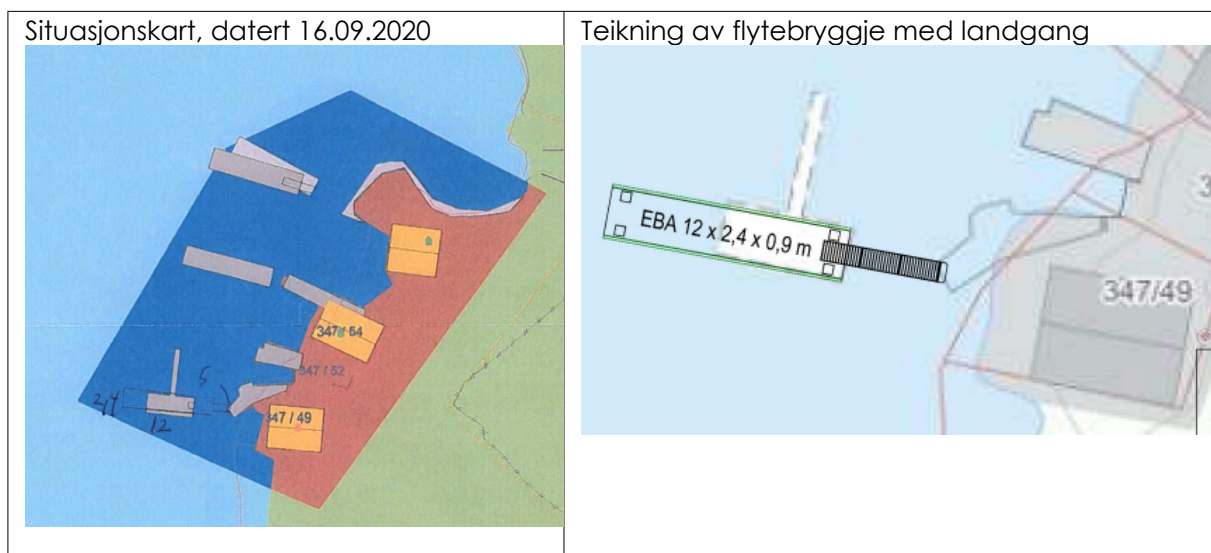 Situasjonskart, datert 16.09.2020
Teikning av flytebryggje med landgang
347 / 54
347 / 52
347 / 49
5
2,4
12
EBA 12 x 2,4 x 0,9 m
3
347/49